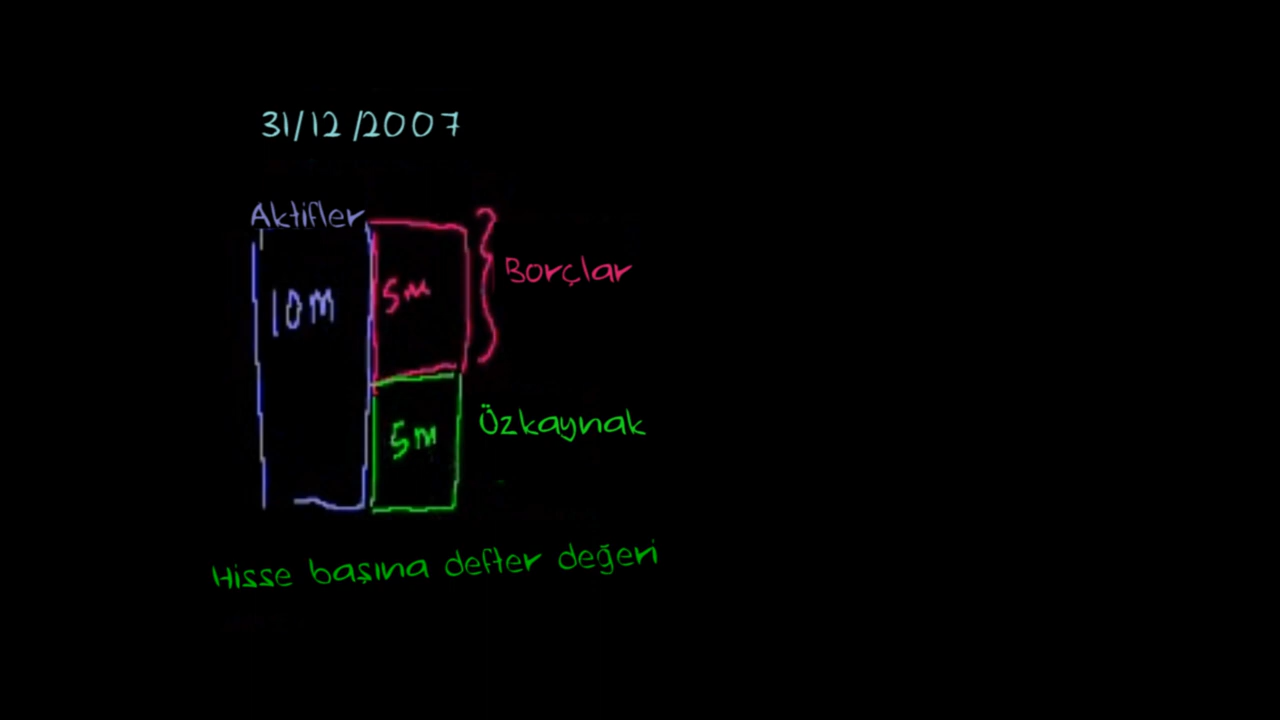 31/12/2007
Aktifler
10M
5M
Borçlar
5M
Özkaynak
Hisse başına defter değeri